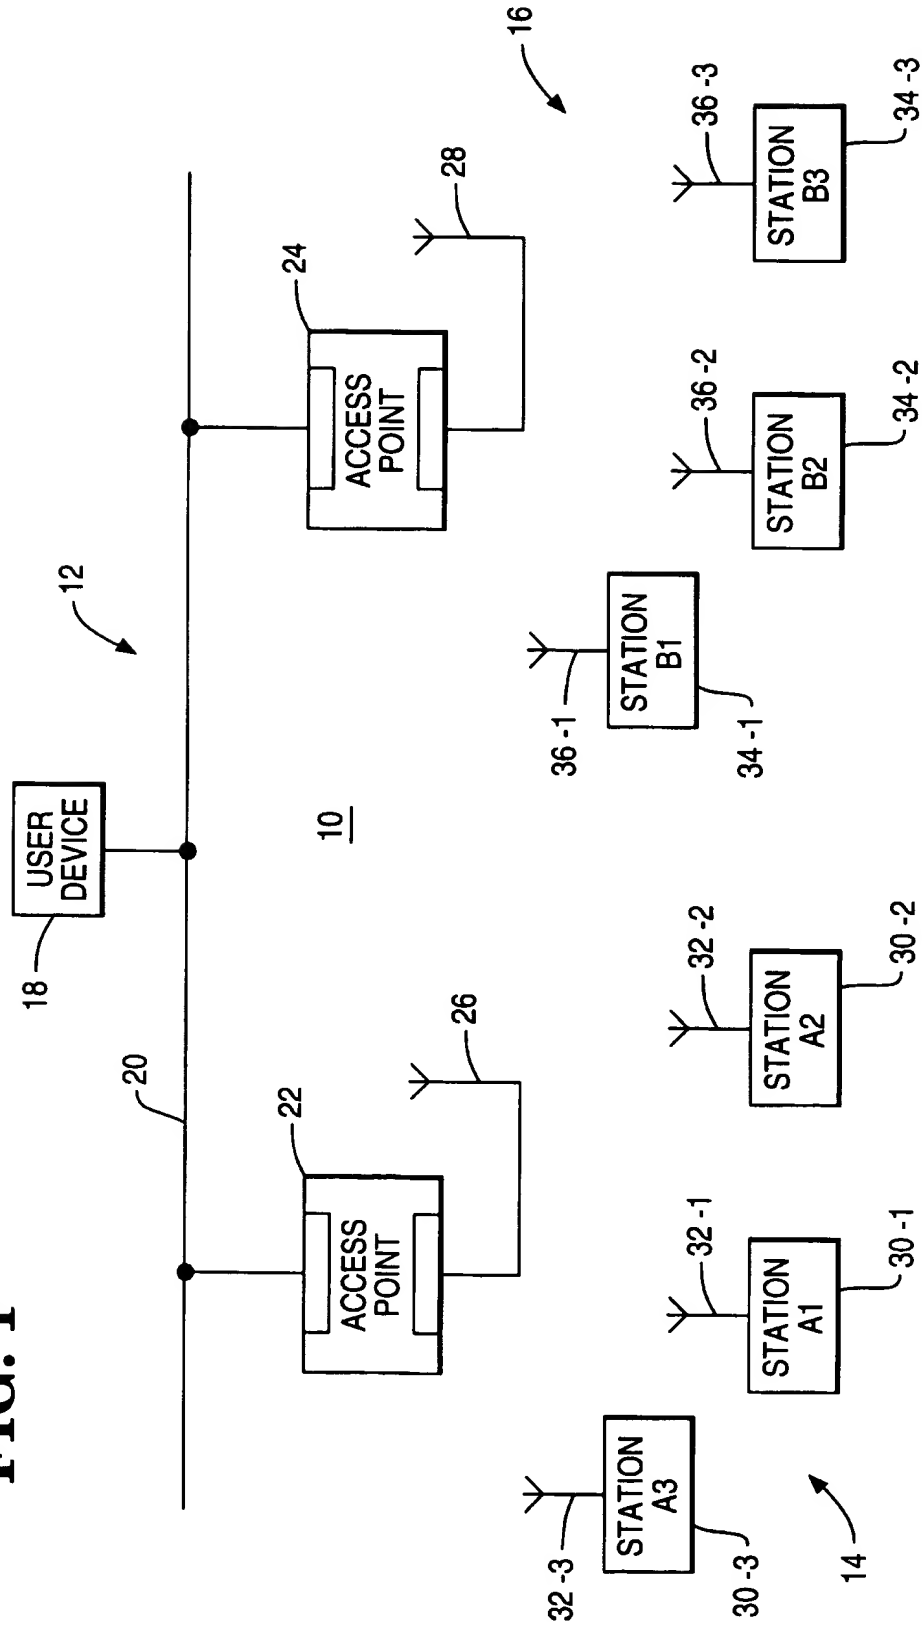 FIG. 1
18
USER
DEVICE
12
20
16
22
24
ACCESS
POINT
ACCESS
POINT
26
28
10
32-3
36-1
32-1
32-2
36-2
36-3
STATION
A3
STATION
B1
30-3
34-1
STATION
A1
STATION
A2
STATION
B2
STATION
B3
14
30-1
30-2
34-2
34-3